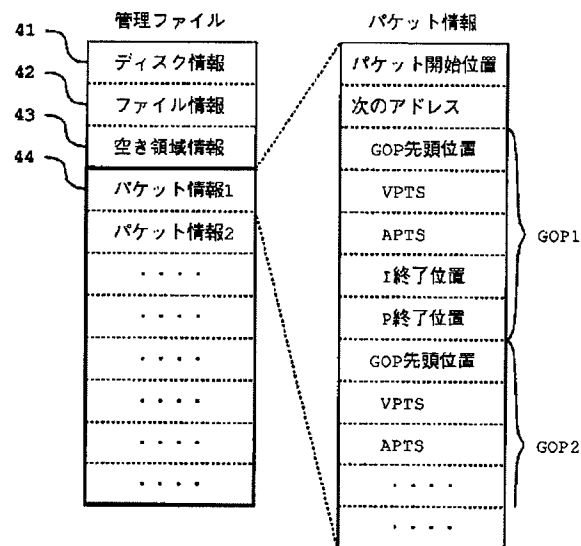 管理ファイル
41
ディスク情報
42
ファイル情報
43
空き領域情報
44
パケット情報1
パケット情報2
・・・・
・・・・
・・・・
・・・・
・・・・
・・・・
パケット情報
パケット開始位置
次のアドレス
GOP先頭位置
VPTS
APTS
I終了位置
P終了位置
GOP1
GOP先頭位置
VPTS
APTS
・・・・
・・・・
GOP2